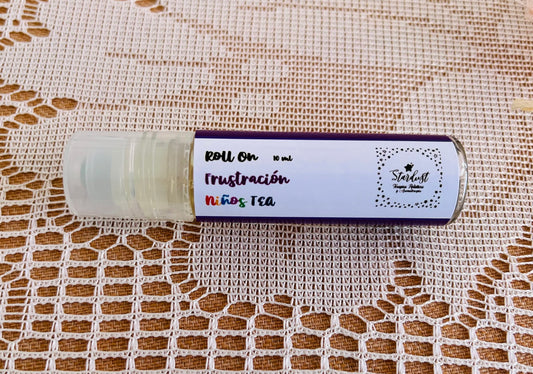 Roll On 10 ml
Frustración
Niños TEA
Stardust